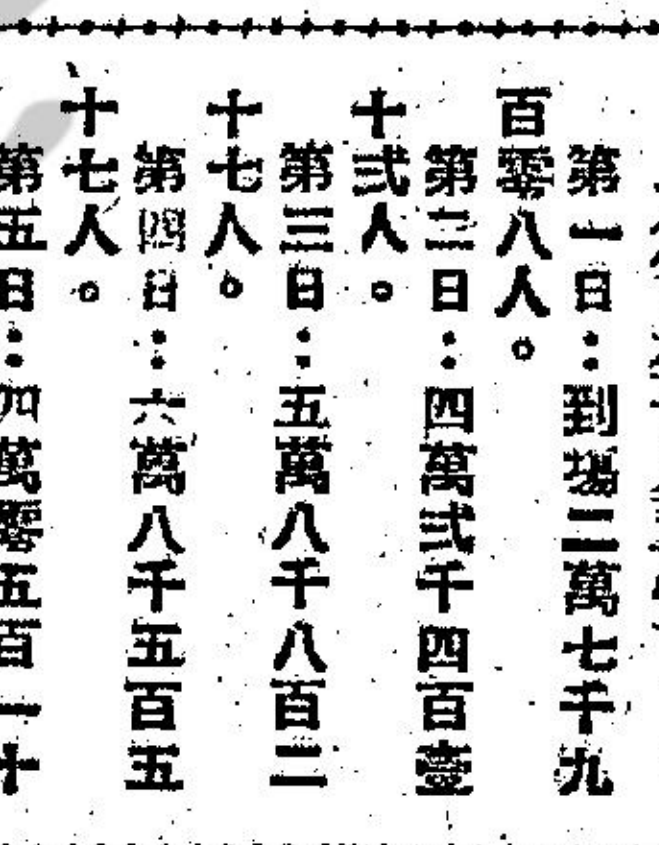 第一日：到場二萬七千九
百零八人。
第二日：四萬弍千四百壹
十弍人。
第三日：五萬八千八百二
十七人。
第四日：六萬八千五百五
十七人。
第五日：四萬零五百一十